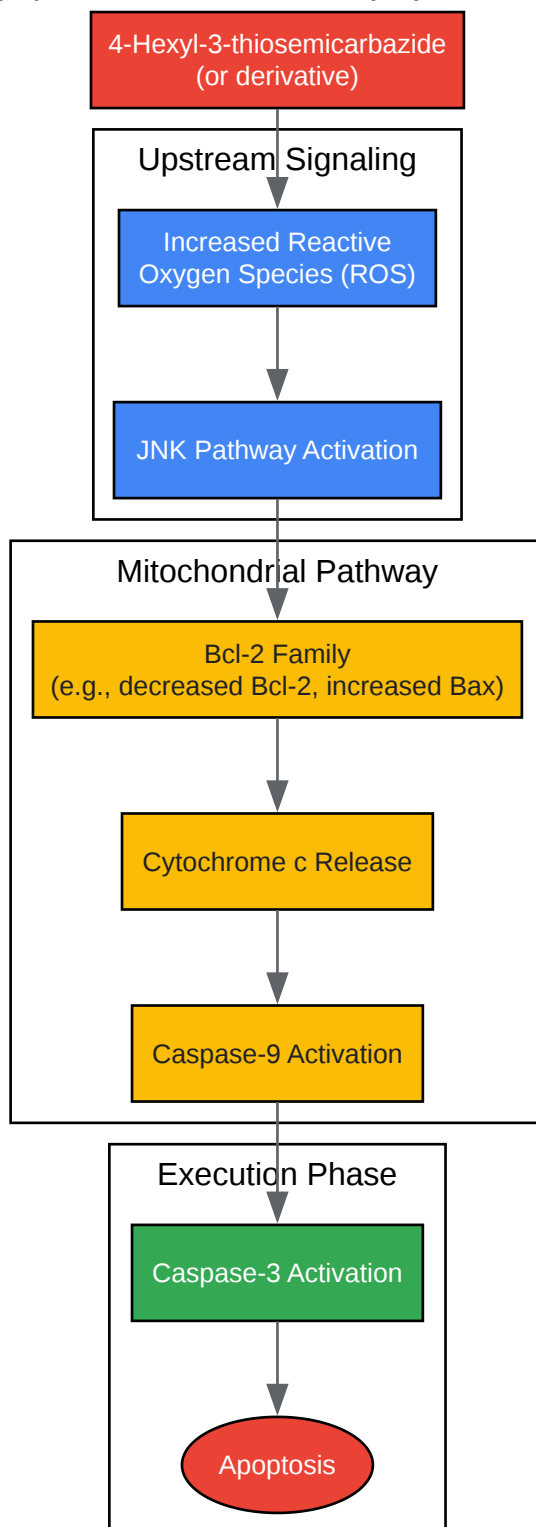 4-Hexyl-3-thiosemicarbazide
(or derivative)
Upstream Signaling
Increased Reactive
Oxygen Species (ROS)
JNK Pathway Activation
Mitochondrial Pathway
Bcl-2 Family
(e.g., decreased Bcl-2, increased Bax)
Cytochrome c Release
Caspase-9 Activation
Execution Phase
Caspase-3 Activation
Apoptosis